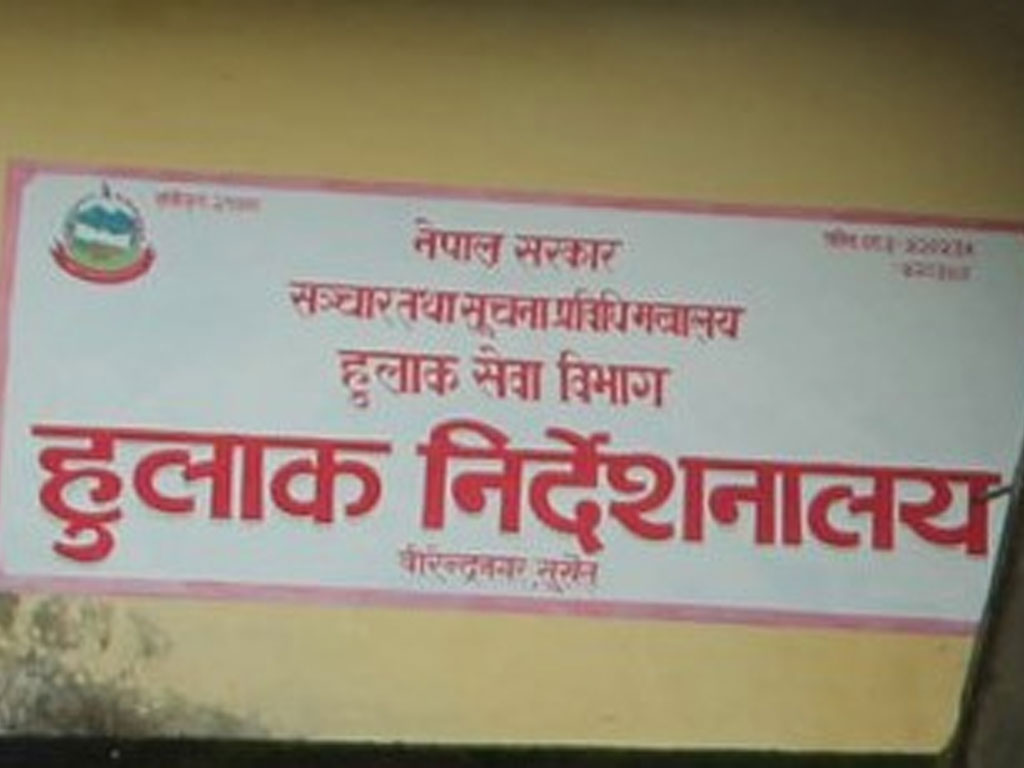 नेपाल सरकार
सञ्चार तथा सूचना प्रविधि मन्त्रालय
हुलाक सेवा विभाग
हुलाक निर्देशनालय
वीरेन्द्रनगर, सुर्खेत